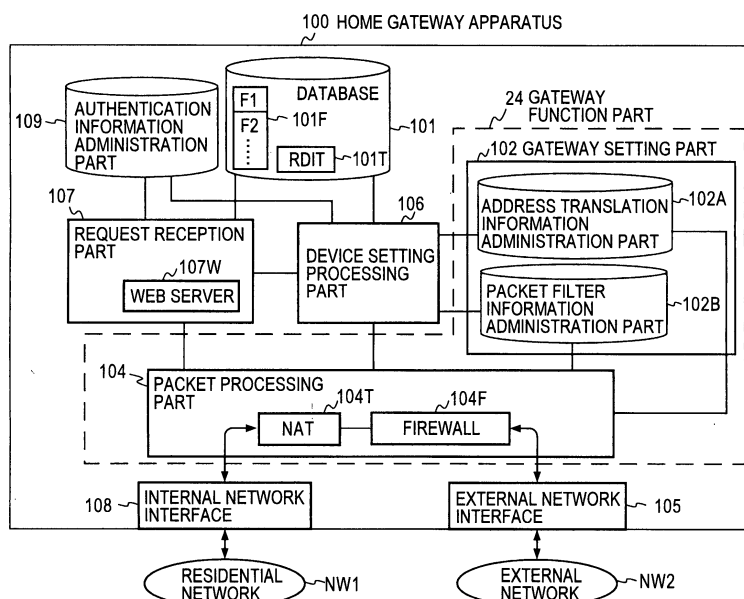 100 HOME GATEWAY APPARATUS
109
AUTHENTICATION
INFORMATION
ADMINISTRATION
PART
F1
F2
DATABASE
101F
RDIT
101T
101
24 GATEWAY
FUNCTION PART
102 GATEWAY SETTING PART
ADDRESS TRANSLATION
INFORMATION
ADMINISTRATION PART
102A
PACKET FILTER
INFORMATION
ADMINISTRATION PART
102B
107
REQUEST RECEPTION
PART
107W
WEB SERVER
106
DEVICE SETTING
PROCESSING
PART
104
PACKET PROCESSING
PART
104T
NAT
104F
FIREWALL
108
INTERNAL NETWORK
INTERFACE
EXTERNAL NETWORK
INTERFACE
105
RESIDENTIAL
NETWORK
NW1
EXTERNAL
NETWORK
NW2